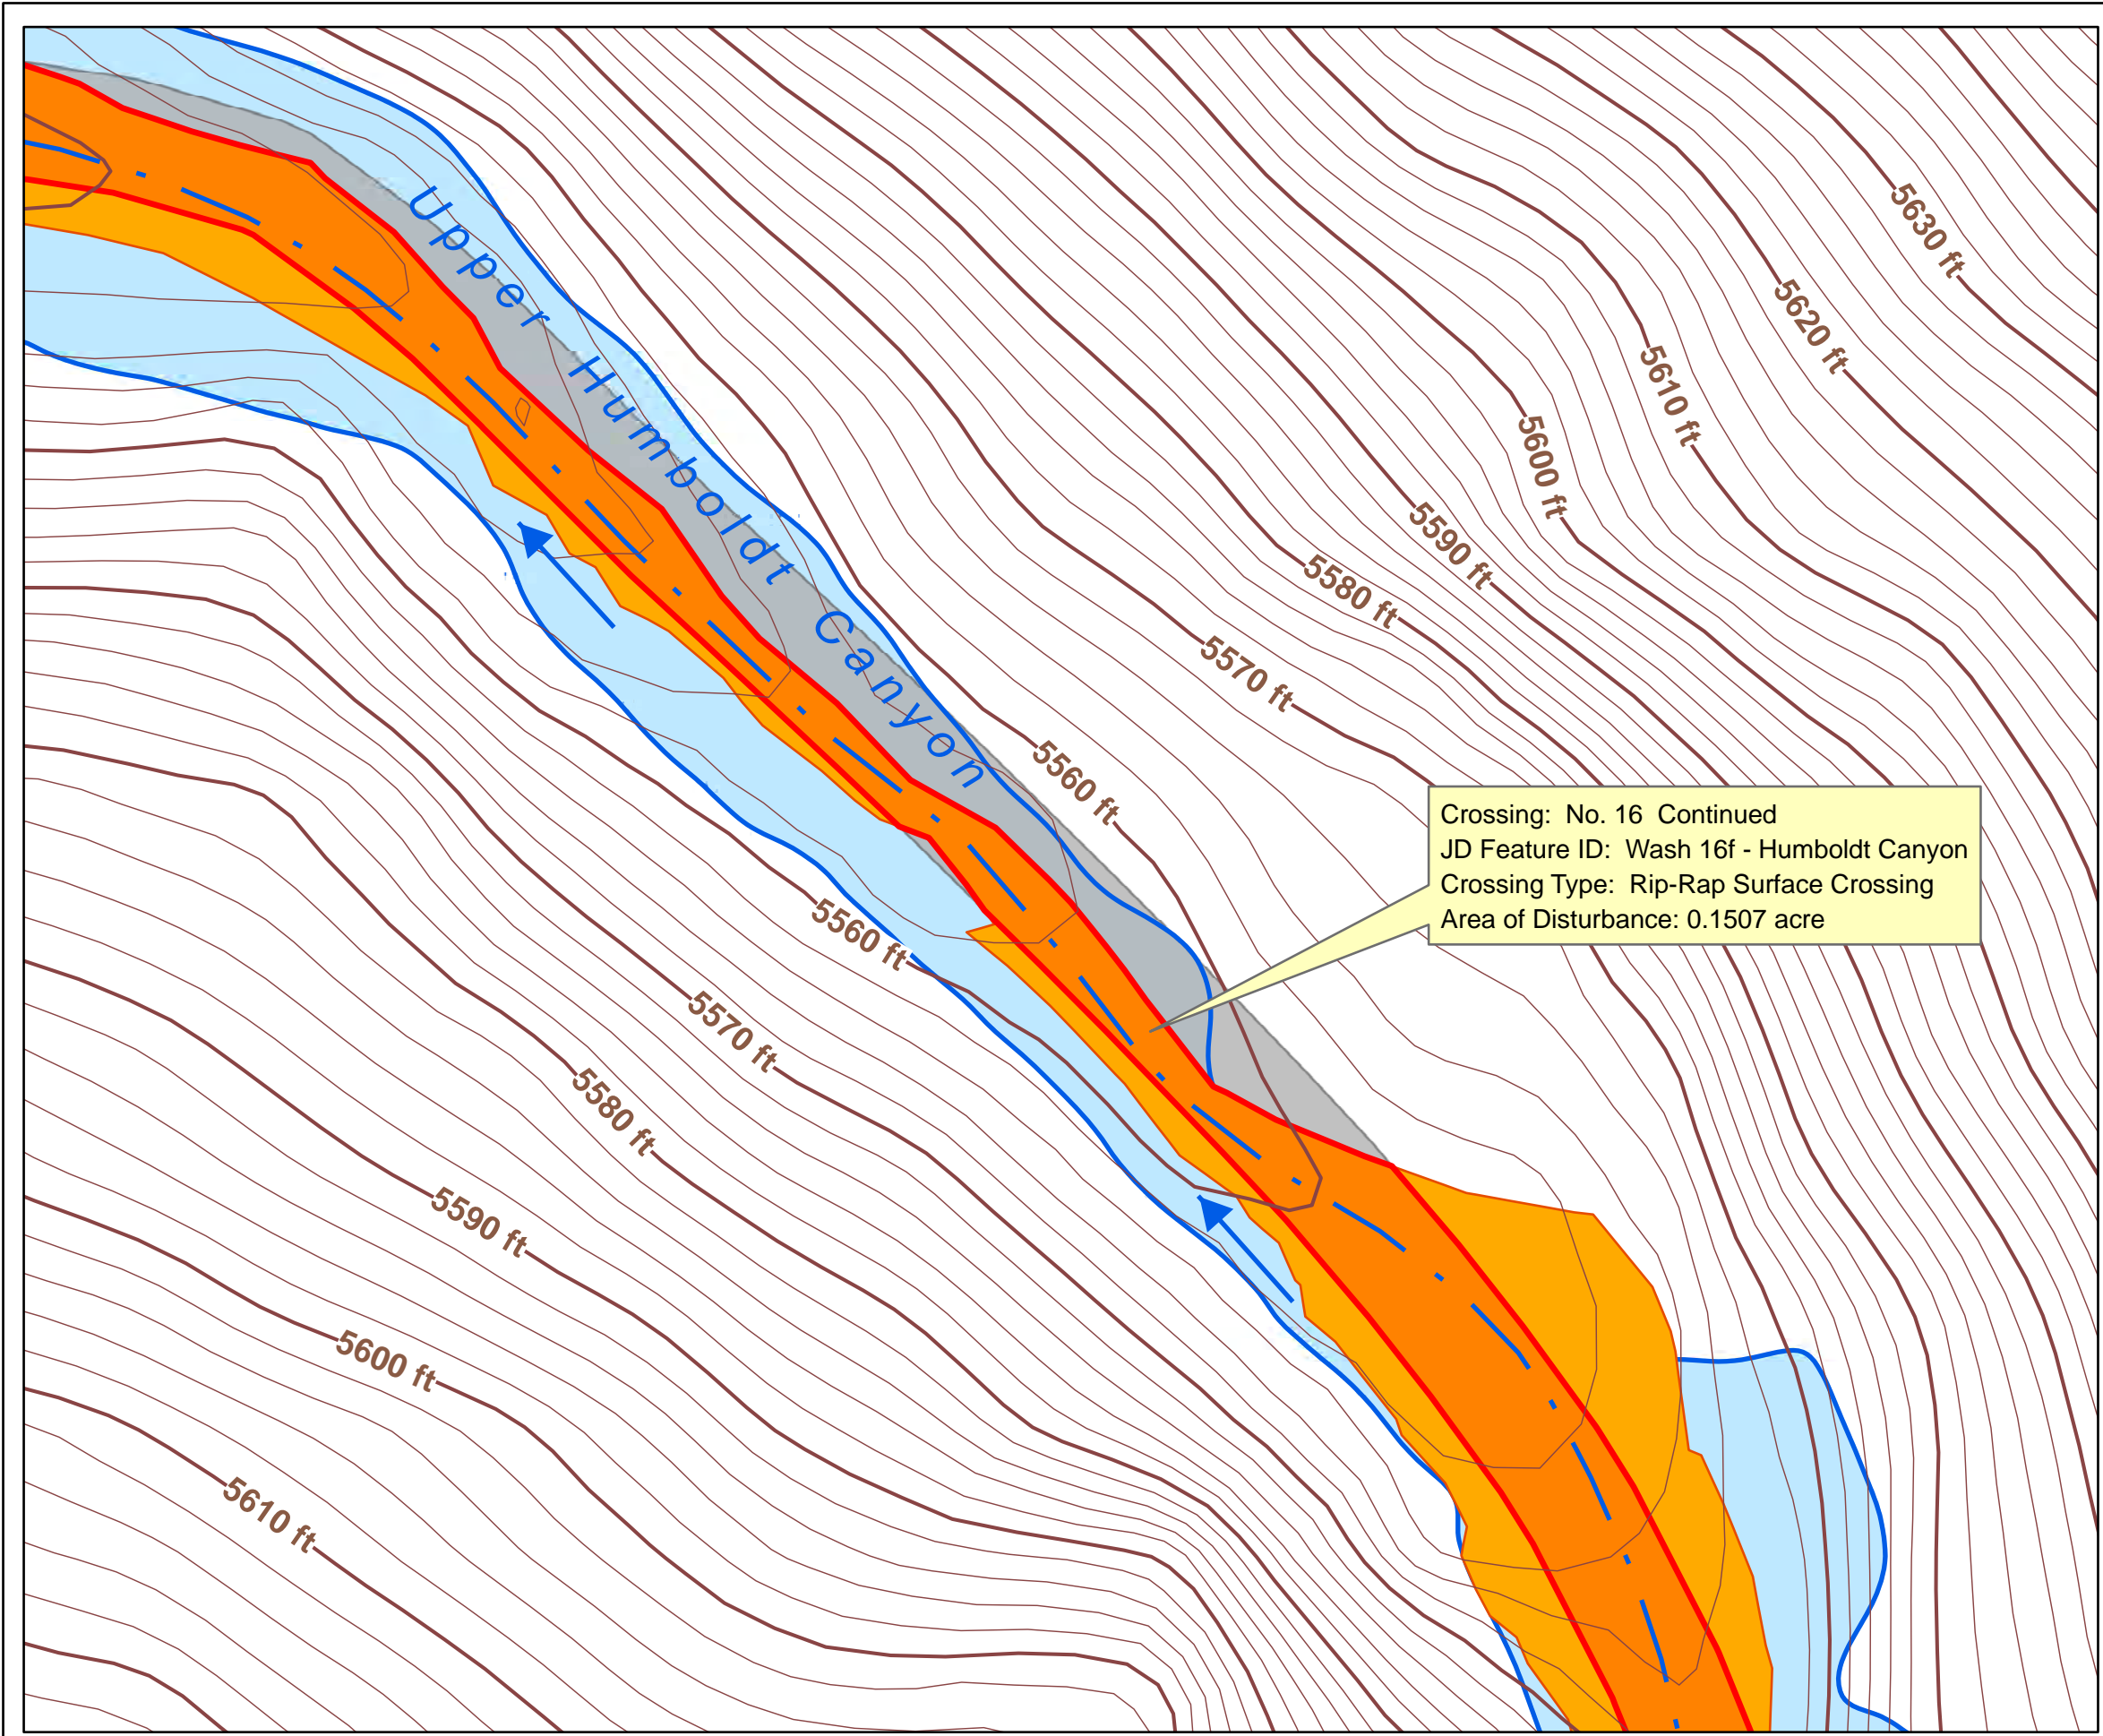 Upper Humboldt Canyon
5630 ft
5620 ft
5610 ft
5600 ft
5590 ft
5580 ft
5570 ft
5560 ft
Crossing: No. 16 Continued
JD Feature ID: Wash 16f - Humboldt Canyon
Crossing Type: Rip-Rap Surface Crossing
Area of Disturbance: 0.1507 acre
5560 ft
5570 ft
5580 ft
5590 ft
5600 ft
5610 ft